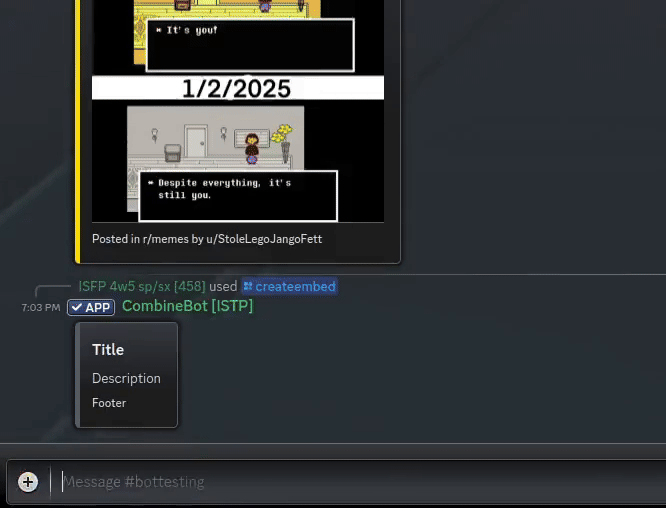 * It's you!
1/2/2025
* Despite everything, it's
still you.
Posted in r/memes by u/StoleLegoJangoFett
ISFP 4w5 sp/sx [458] used createembed
7:03 PM APP CombineBot [ISTP]
Title
Description
Footer
Message #bottesting